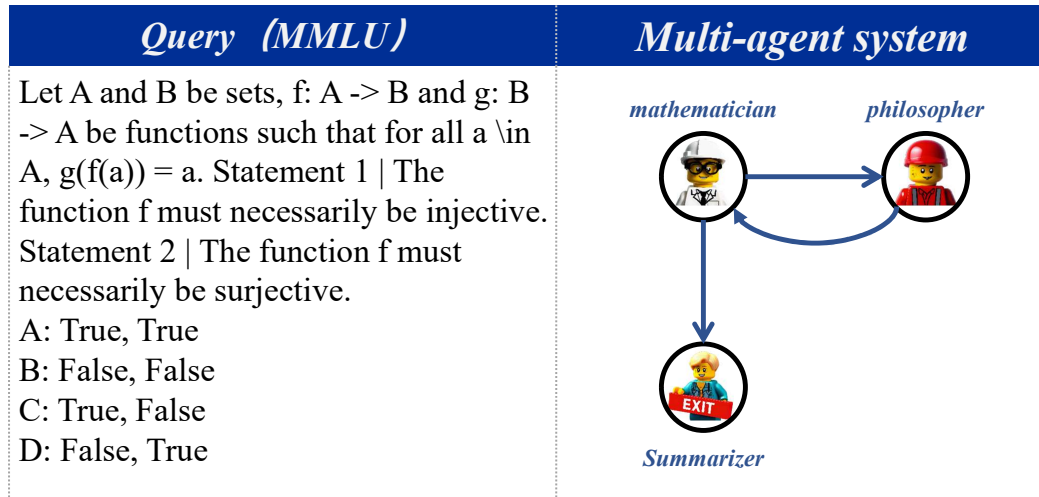 Query (MMLU)
Multi-agent system
Let A and B be sets, f: A -> B and g: B
-> A be functions such that for all a \in
A, g(f(a)) = a. Statement 1 | The
function f must necessarily be injective.
Statement 2 | The function f must
necessarily be surjective.
A: True, True
B: False, False
C: True, False
D: False, True
mathematician
philosopher
EXIT
Summarizer